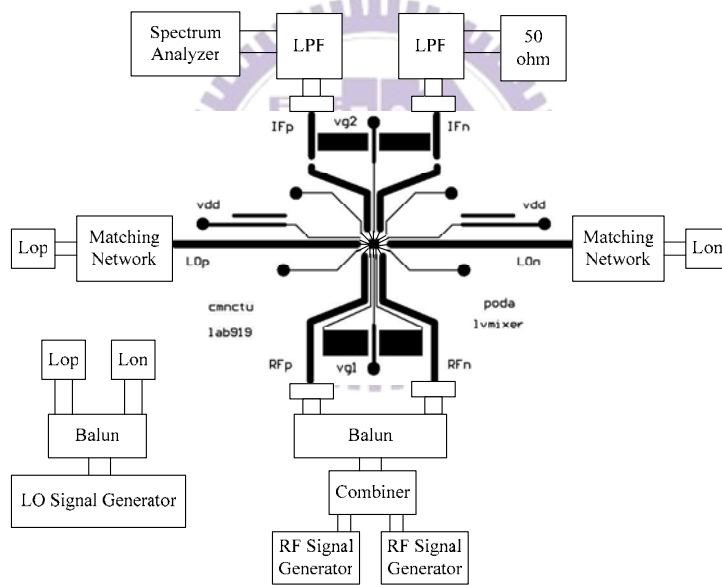 Spectrum
Analyzer
LPF
LPF
50
ohm
IFp
vg2
IFn
vdd
vdd
Lop
Matching
Network
LOp
LOn
Matching
Network
Lon
cmnctu
lab919
poda
lvmixer
RFp
vg1
RFn
Lop
Lon
Balun
LO Signal Generator
Balun
Combiner
RF Signal
Generator
RF Signal
Generator